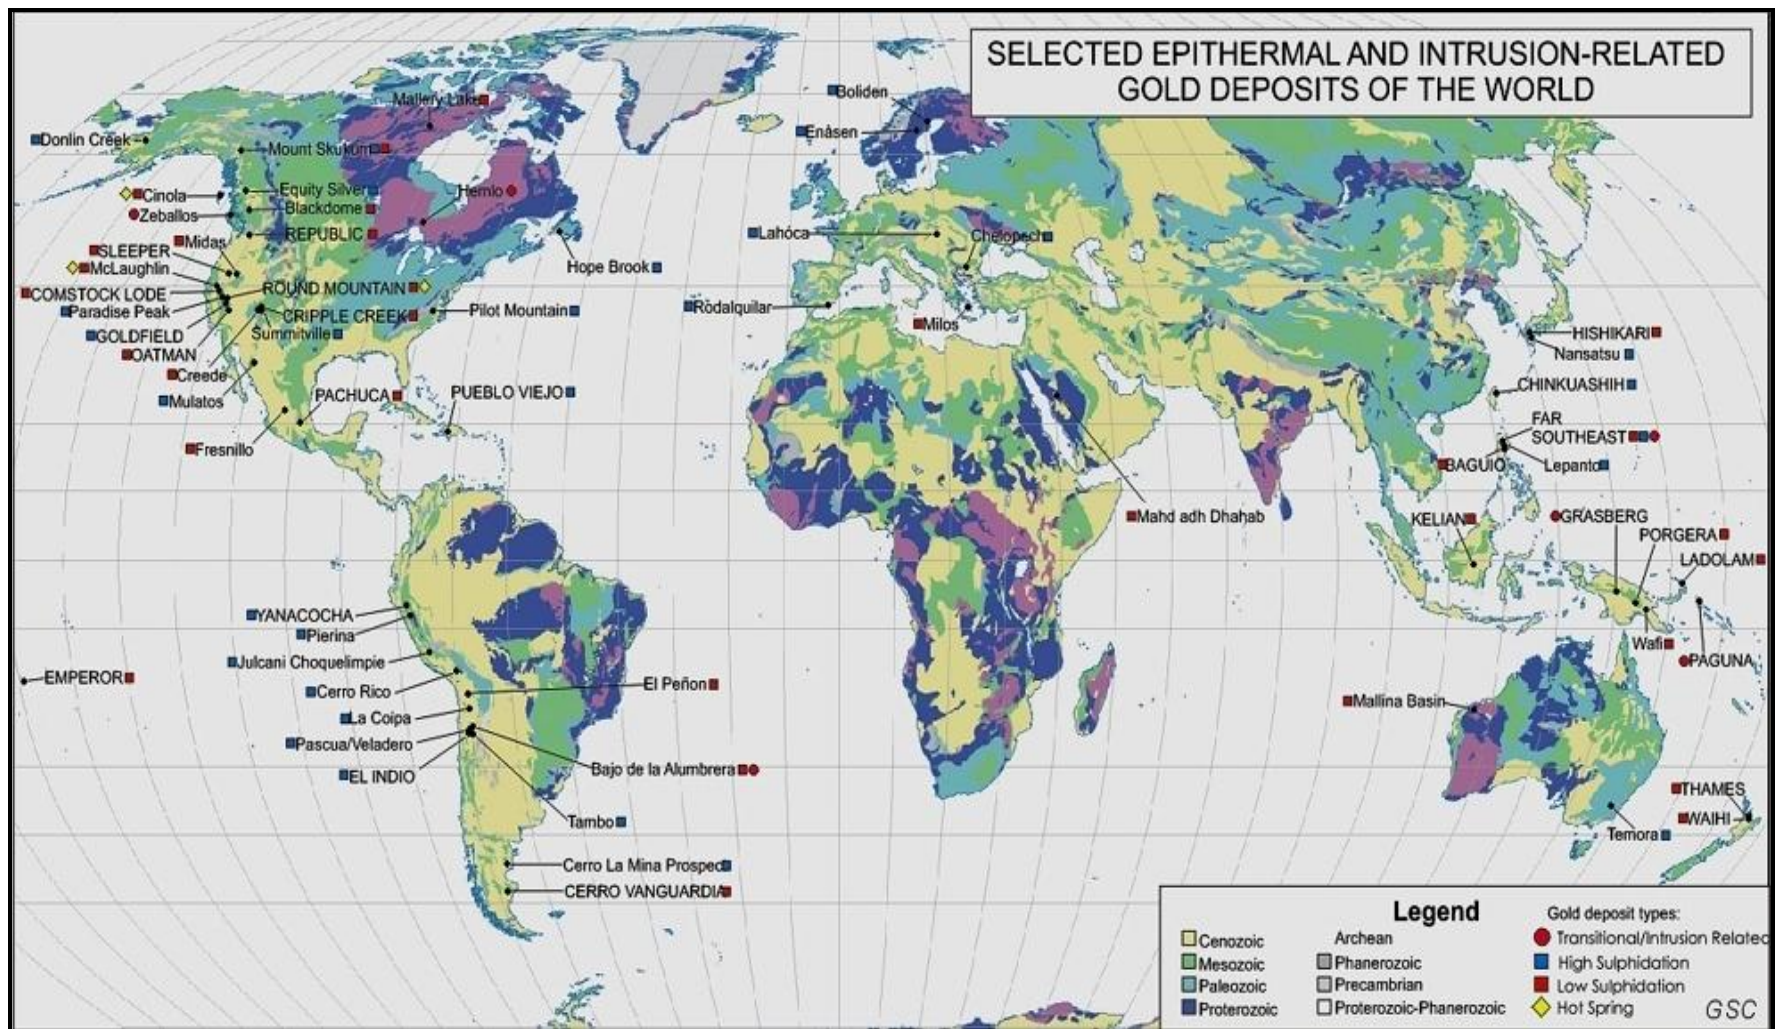 SELECTED EPITHERMAL AND INTRUSION-RELATED
GOLD DEPOSITS OF THE WORLD
Boliden
Mallery Lake
Enåsen
Donlin Creek
Mount Skukum
Equity Silver
Hemlo
Cinola
Blackdome
Zeballos
REPUBLIC
Midas
SLEEPER
McLaughlin
Hope Brook
Lahóca
Chelopech
COMSTOCK LODE
ROUND MOUNTAIN
Paradise Peak
CRIPPLE CREEK
Pilot Mountain
Rodalquilar
GOLDFIELD
Summitville
Milos
HISHIKARI
Nansatsu
OATMAN
Creede
CHINKUASHIH
Mulatos
PACHUCA
PUEBLO VIEJO
FAR
SOUTHEAST
Fresnillo
BAGUIO
Lepanto
Mahd adh Dhahab
KELIAN
GRASBERG
PORGERA
LADOLAM
YANACOCHA
Pierina
Wafi
Julcani Choquelimpie
PAGUNA
EMPEROR
El Peñon
Cerro Rico
Mallina Basin
La Coipa
Pascua/Veladero
EL INDIO
Bajo de la Alumbrera
THAMES
WAIHI
Tambo
Temora
Cerro La Mina Prospec
CERRO VANGUARDIA
Legend
Cenozoic
Mesozoic
Paleozoic
Proterozoic
Archean
Phanerozoic
Precambrian
Proterozoic-Phanerozoic
Gold deposit types:
Transitional/Intrusion Related
High Sulphidation
Low Sulphidation
Hot Spring
GSC